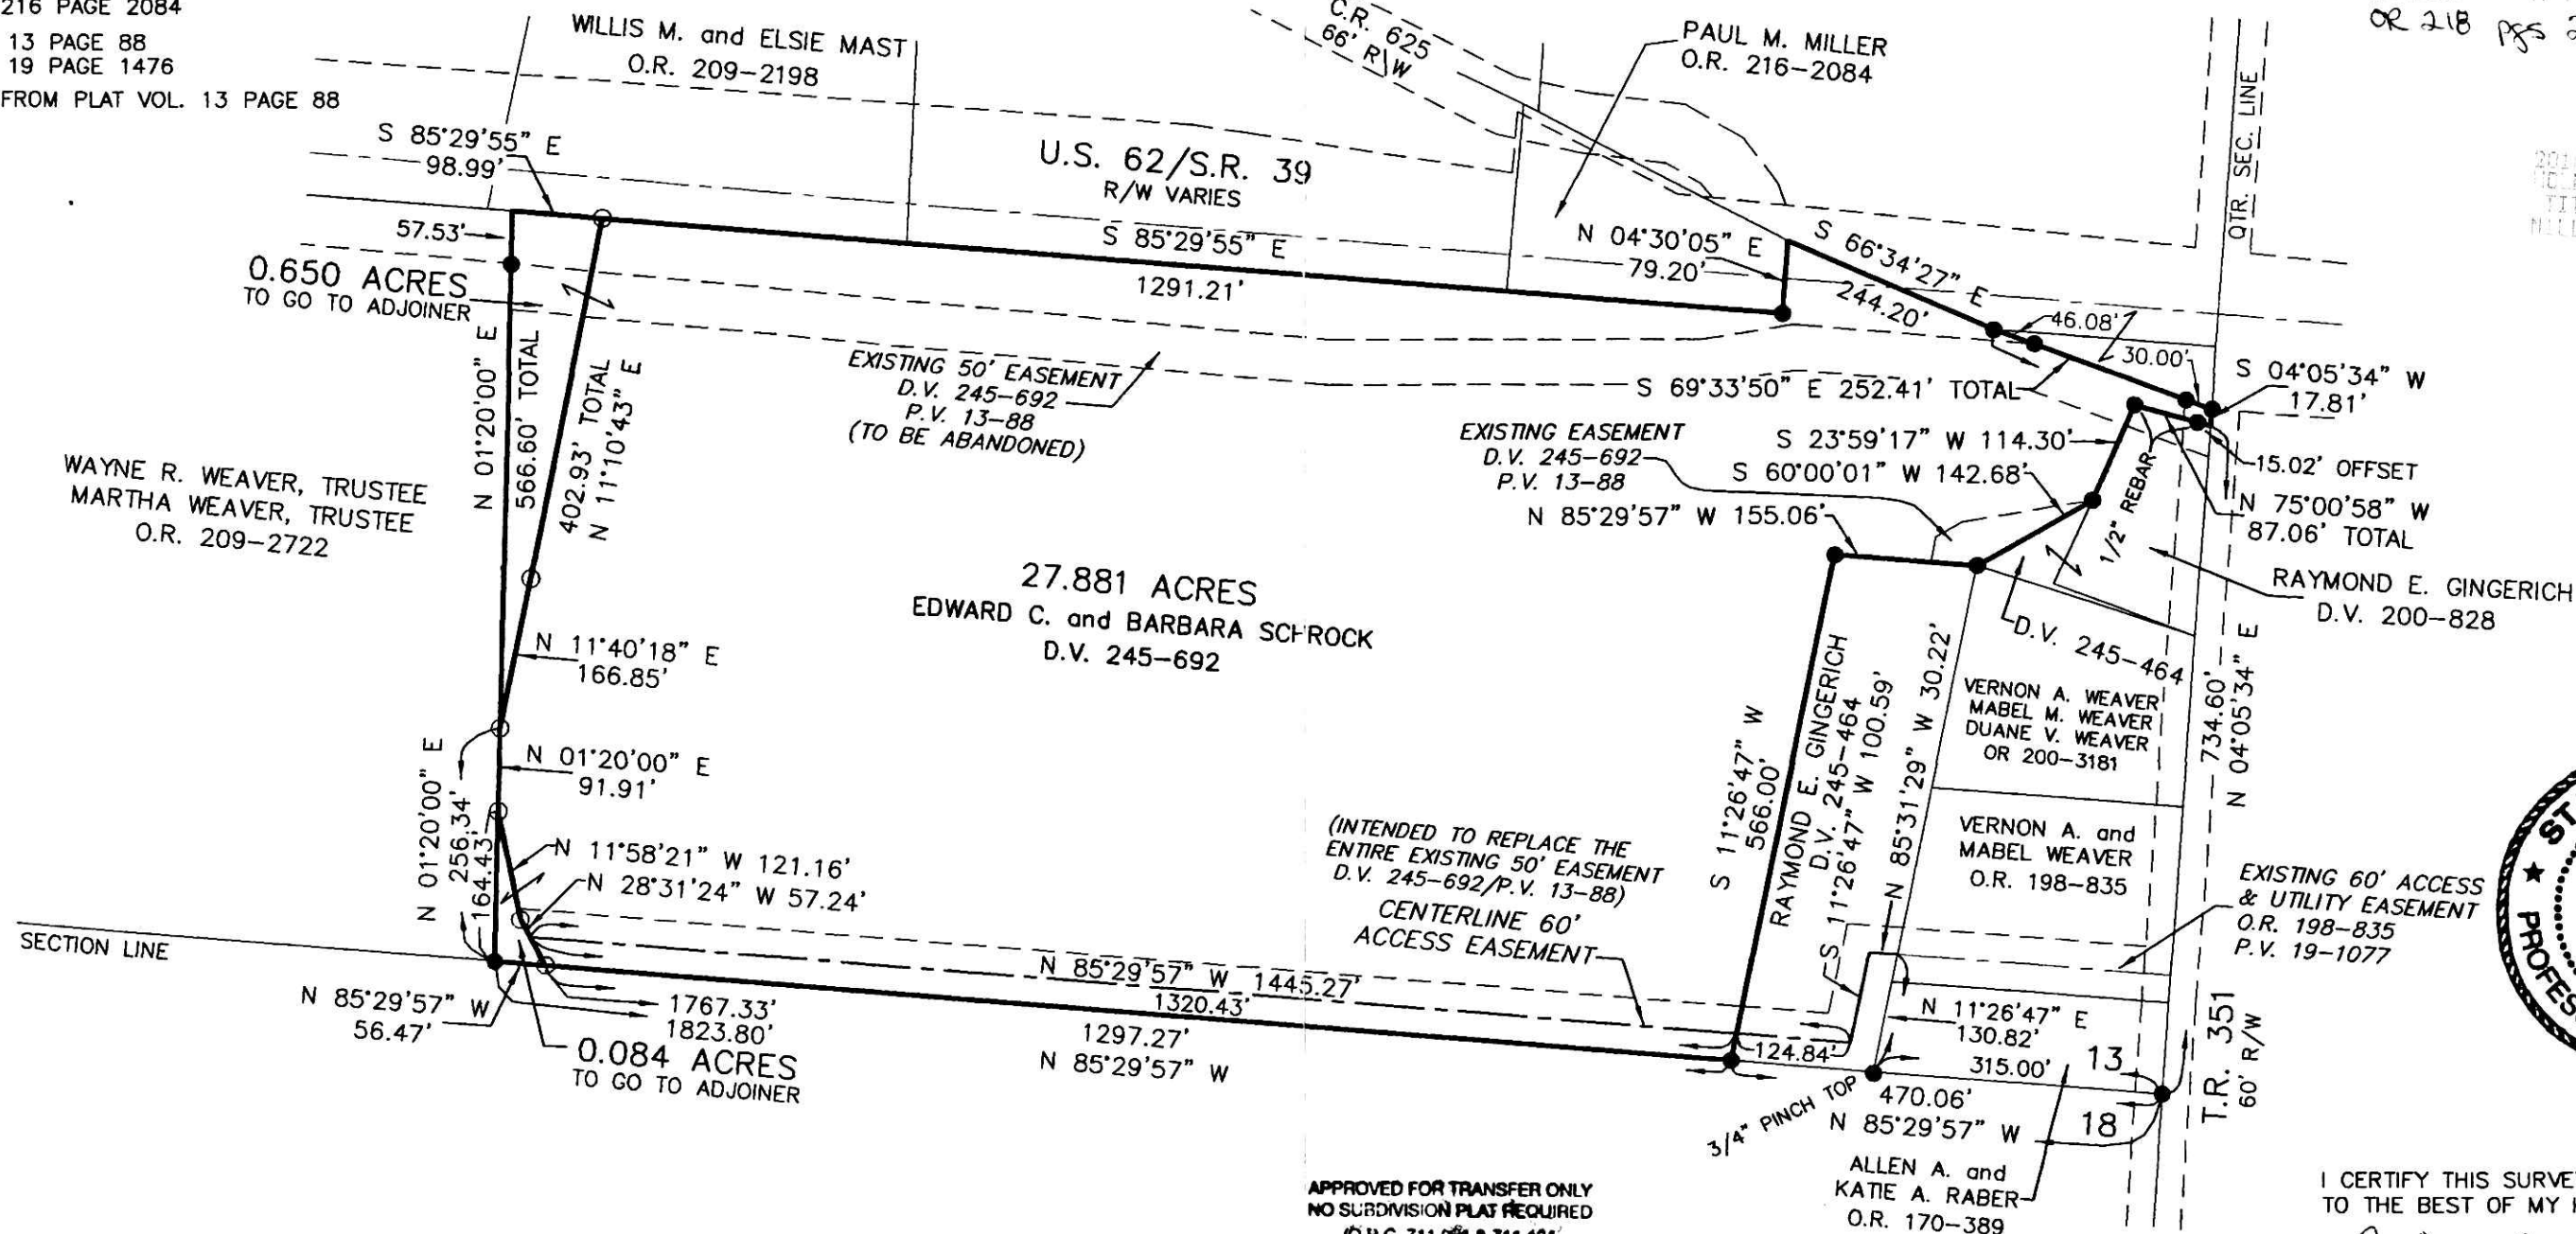 216 PAGE 2084
13 PAGE 88
19 PAGE 1476
FROM PLAT VOL. 13 PAGE 88
WILLIS M. and ELSIE MAST
O.R. 209-2198
C.R. 625
66' R/W
PAUL M. MILLER
O.R. 216-2084
OR 218 pgs
QTR. SEC. LINE
S 85°29'55" E
98.99'
U.S. 62/S.R. 39
R/W VARIES
S 85°29'55" E
1291.21'
N 04°30'05" E
79.20'
S 66°34'27" E
244.20'
46.08'
30.00'
S 04°05'34" W
17.81'
57.53'
0.650 ACRES
TO GO TO ADJOINER
N 01°20'00" E
566.60' TOTAL
402.93' TOTAL
N 11°10'43" E
EXISTING 50' EASEMENT
D.V. 245-692
P.V. 13-88
(TO BE ABANDONED)
S 69°33'50" E 252.41' TOTAL
EXISTING EASEMENT
D.V. 245-692
P.V. 13-88
S 23°59'17" W 114.30'
S 60°00'01" W 142.68'
N 85°29'57" W 155.06'
1/2" REBAR
15.02' OFFSET
N 75°00'58" W
87.06' TOTAL
RAYMOND E. GINGERICH
D.V. 200-828
WAYNE R. WEAVER, TRUSTEE
MARTHA WEAVER, TRUSTEE
O.R. 209-2722
27.881 ACRES
EDWARD C. and BARBARA SCHROCK
D.V. 245-692
D.V. 245-464
N 11°40'18" E
166.85'
N 01°20'00" E
91.91'
N 01°20'00" E
256.34'
164.43'
N 11°58'21" W 121.16'
N 28°31'24" W 57.24'
S 11°26'47" W
566.00'
RAYMOND E. GINGERICH
D.V. 245-464
S 11°26'47" W 100.59'
N 85°31'29" W 30.22'
VERNON A. WEAVER
MABEL M. WEAVER
DUANE V. WEAVER
OR 200-3181
734.60'
N 04°05'34" E
VERNON A. and
MABEL WEAVER
O.R. 198-835
EXISTING 60' ACCESS
& UTILITY EASEMENT
O.R. 198-835
P.V. 19-1077
(INTENDED TO REPLACE THE
ENTIRE EXISTING 50' EASEMENT
D.V. 245-692/P.V. 13-88)
CENTERLINE 60'
ACCESS EASEMENT
SECTION LINE
N 85°29'57" W
56.47'
1767.33'
1823.80'
0.084 ACRES
TO GO TO ADJOINER
N 85°29'57" W 1445.27'
1320.43'
1297.27'
N 85°29'57" W
124.84'
N 11°26'47" E
130.82'
315.00'
13
18
3/4" PINCH TOP
470.06'
N 85°29'57" W
T.R. 351
60' R/W
ALLEN A. and
KATIE A. RABER
O.R. 170-389
APPROVED FOR TRANSFER ONLY
NO SUBDIVISION PLAT REQUIRED
I CERTIFY THIS SURVE
TO THE BEST OF MY
★ ST
PROFES